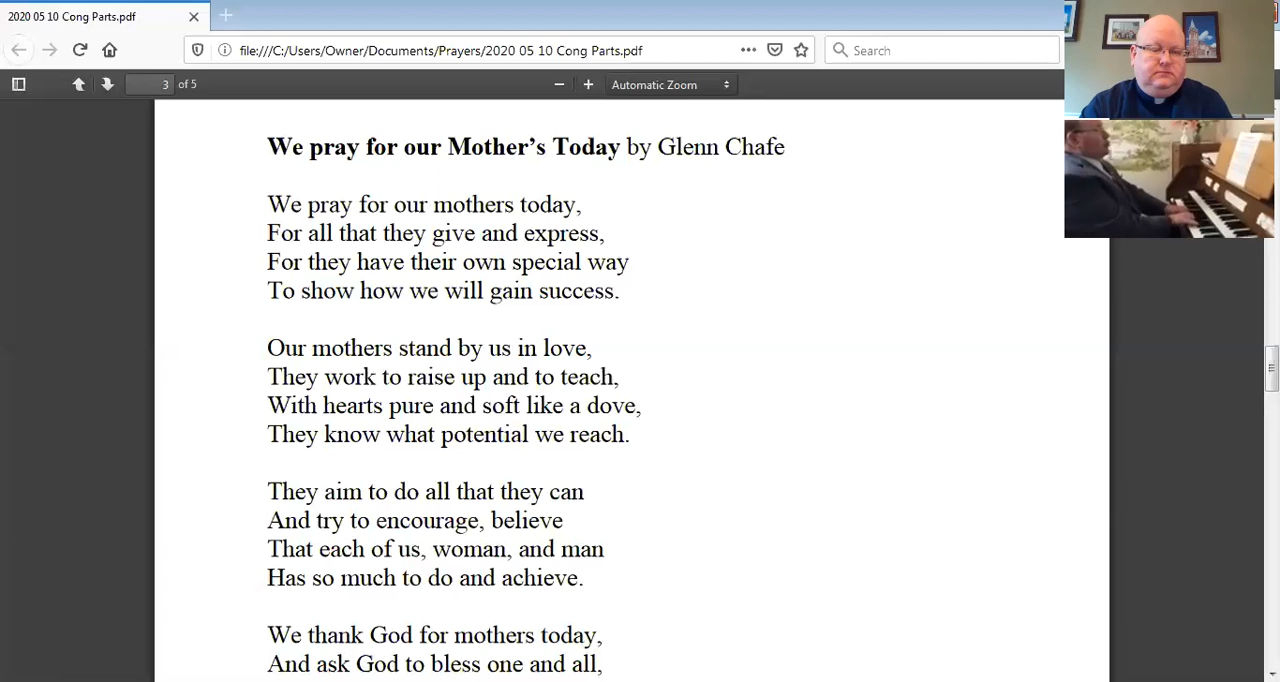 2020 05 10 Cong Parts.pdf
file:///C:/Users/Owner/Documents/Prayers/2020 05 10 Cong Parts.pdf
Search
3 of 5
Automatic Zoom
We pray for our Mother’s Today by Glenn Chafe
We pray for our mothers today,
For all that they give and express,
For they have their own special way
To show how we will gain success.
Our mothers stand by us in love,
They work to raise up and to teach,
With hearts pure and soft like a dove,
They know what potential we reach.
They aim to do all that they can
And try to encourage, believe
That each of us, woman, and man
Has so much to do and achieve.
We thank God for mothers today,
And ask God to bless one and all,